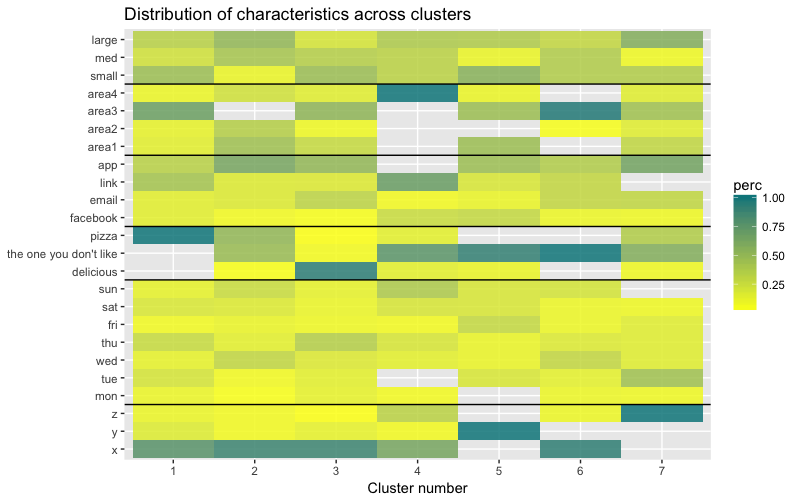 Distribution of characteristics across clusters
large
med
small
area4
area3
area2
area1
app
link
email
facebook
pizza
the one you don't like
delicious
sun
sat
fri
thu
wed
tue
mon
z
y
x
1 2 3 4 5 6 7
Cluster number
perc
1.00
0.75
0.50
0.25